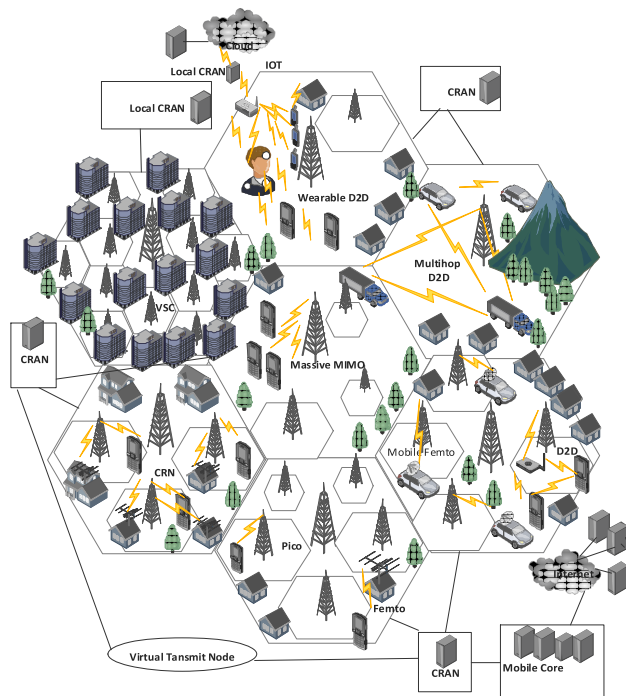 Cloud
Local CRAN
IOT
Local CRAN
CRAN
Wearable D2D
Multihop
D2D
VSC
CRAN
Massive MIMO
Mobile Femto
D2D
CRN
Pico
Internet
Femto
Virtual Tansmit Node
CRAN
Mobile Core